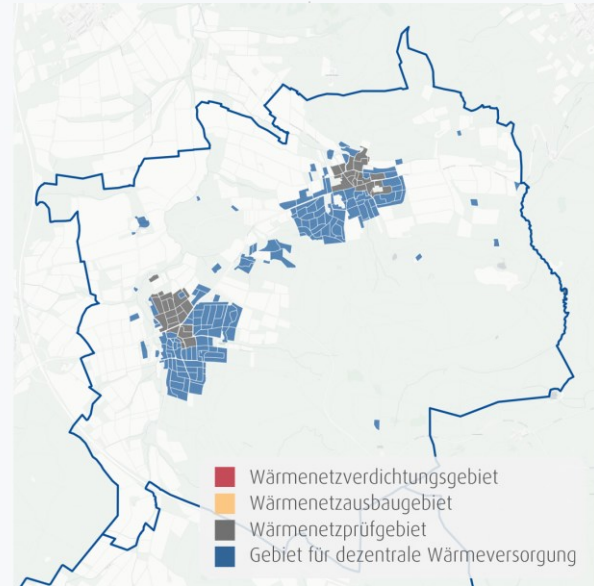 Wärmenetzverdichtungsgebiet
Wärmenetzausbaugebiet
Wärmenetzprüfgebiet
Gebiet für dezentrale Wärmeversorgung